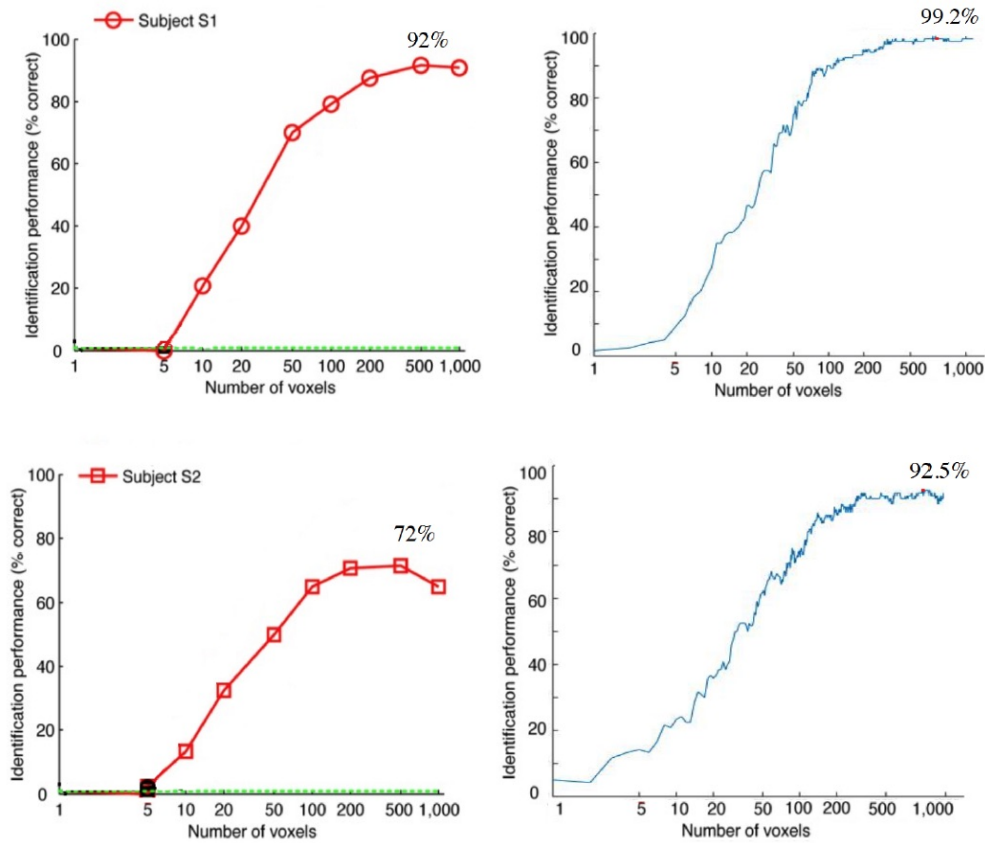 Subject S1
92%
100
80
60
40
20
0
Identification performance (% correct)
1 5 10 20 50 100 200 500 1,000
Number of voxels
99.2%
100
80
60
40
20
0
Identification performance (% correct)
1 5 10 20 50 100 200 500 1,000
Number of voxels
Subject S2
72%
100
80
60
40
20
0
Identification performance (% correct)
1 5 10 20 50 100 200 500 1,000
Number of voxels
92.5%
100
80
60
40
20
0
Identification performance (% correct)
1 5 10 20 50 100 200 500 1,000
Number of voxels